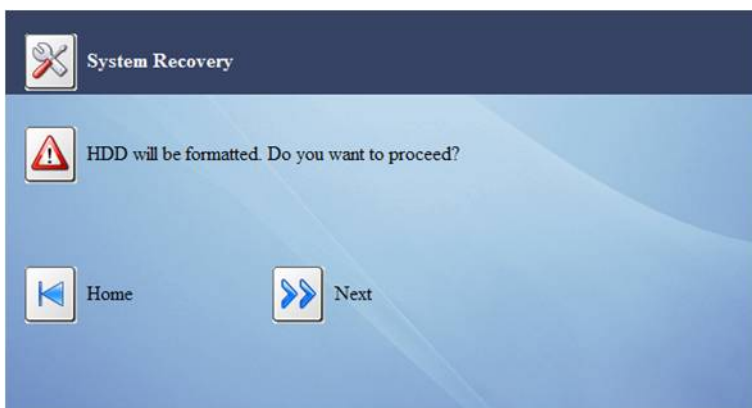 System Recovery
HDD will be formatted. Do you want to proceed?
Home
Next